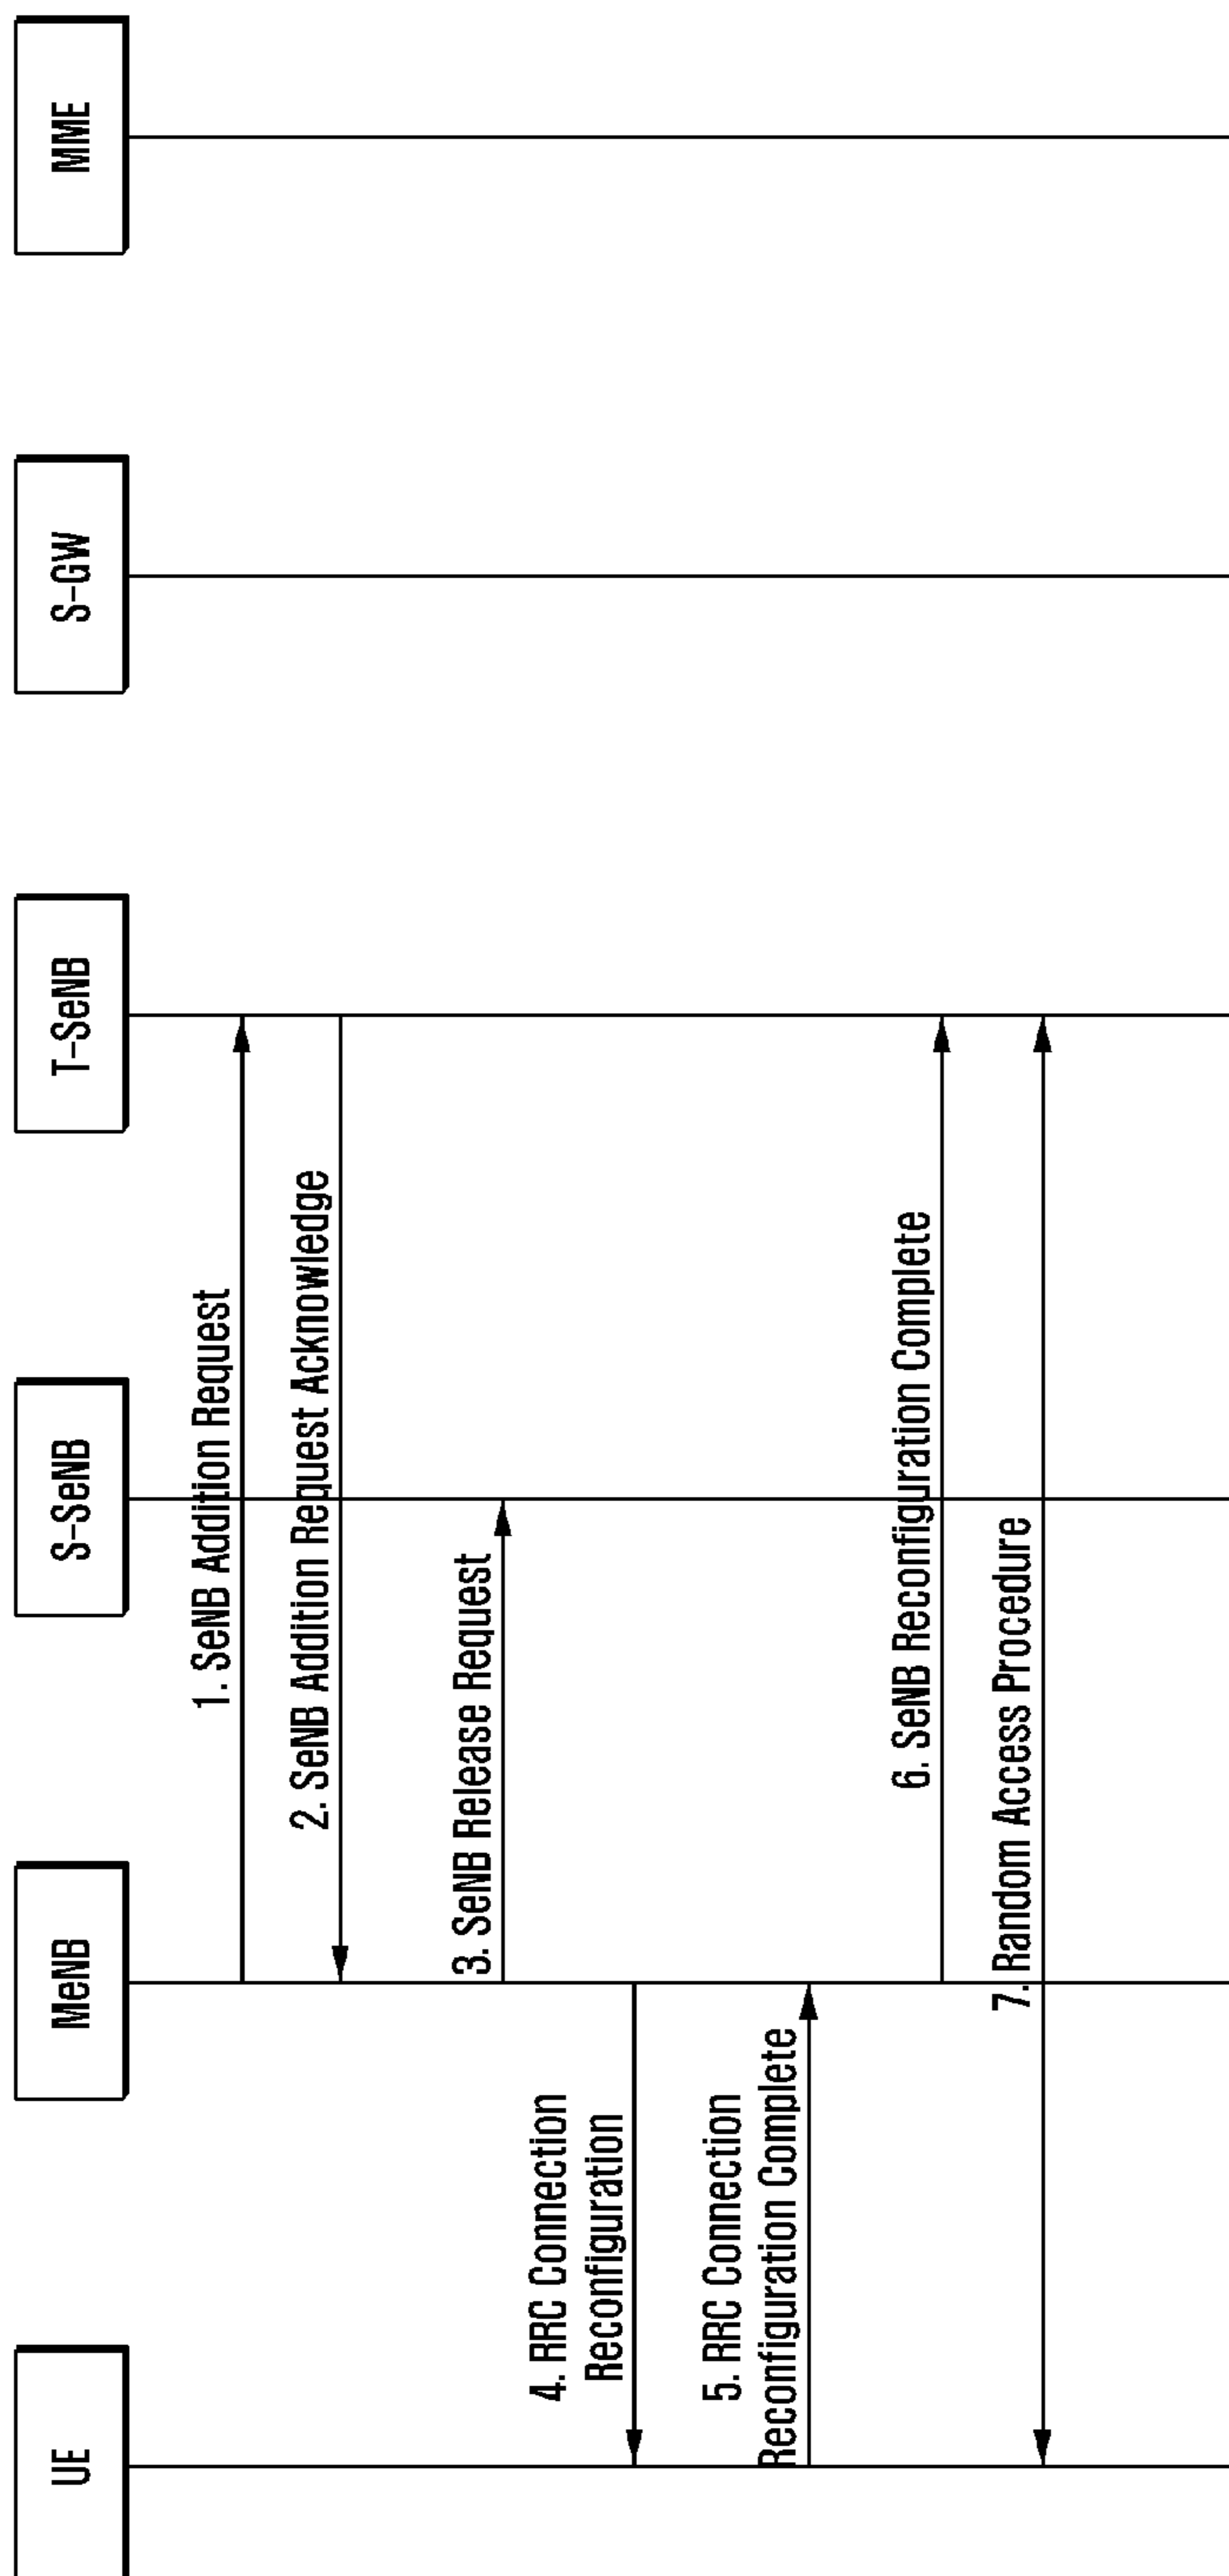 UE
MeNB
S-SeNB
T-SeNB
S-GW
MME
1. SeNB Addition Request
2. SeNB Addition Request Acknowledge
3. SeNB Release Request
4. RRC Connection
Reconfiguration
5. RRC Connection
Reconfiguration Complete
6. SeNB Reconfiguration Complete
7. Random Access Procedure